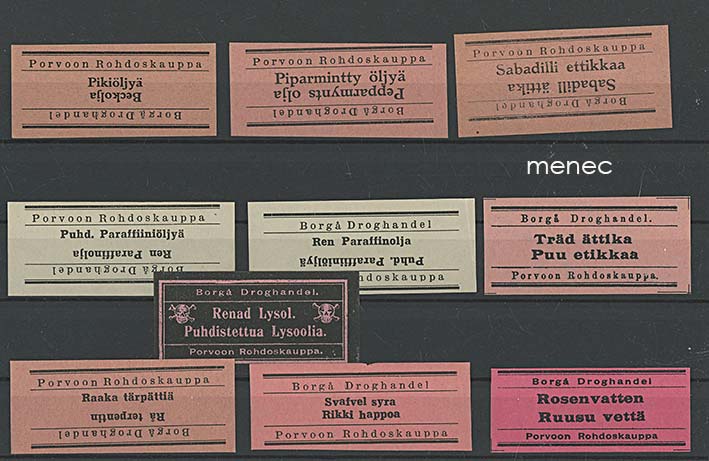 Porvoon Rohdoskauppa
Pikiöljyä
Beckolja
Borgå Droghandel
Porvoon Rohdoskauppa
Piparmintty öljyä
Pepparmynts olja
Borgå Droghandel
Porvoon Rohdoskauppa
Sabadilli ettikkaa
Sabadill ättika
Borgå Droghandel
menec
Porvoon Rohdoskauppa
Puhd. Paraffiiniöljyä
Ren Paraffinolja
Borgå Droghandel
Borgå Droghandel
Ren Paraffinolja
Puhd. Paraffiiniöljyä
Porvoon Rohdoskauppa
Borgå Droghandel.
Träd ättika
Puu etikkaa
Porvoon Rohdoskauppa.
Borgå Droghandel.
Renad Lysol.
Puhdistettua Lysoolia.
Porvoon Rohdoskauppa.
Porvoon Rohdoskauppa
Raaka tärpättiä
Rå terpentin
Borgå Droghandel
Borgå Droghandel
Svafvel syra
Rikki happoa
Porvoon Rohdoskauppa
Borgå Droghandel
Rosenvatten
Ruusu vettä
Porvoon Rohdoskauppa